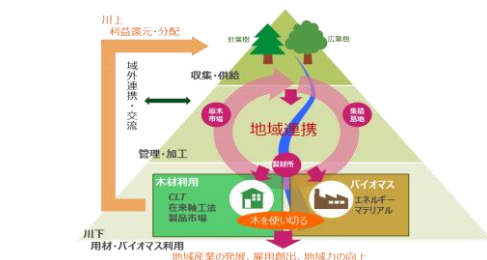 川上
利益還元・分配
針葉樹
広葉樹
収集・供給
域外連携・交流
原木
市場
集積
基地
地域連携
管理・加工
製材所
木材利用
CLT
在来軸工法
製品市場
バイオマス
エネルギー
マテリアル
木を使い切る
川下
用材・バイオマス利用
地域産業の発展、雇用創出、地域力の向上